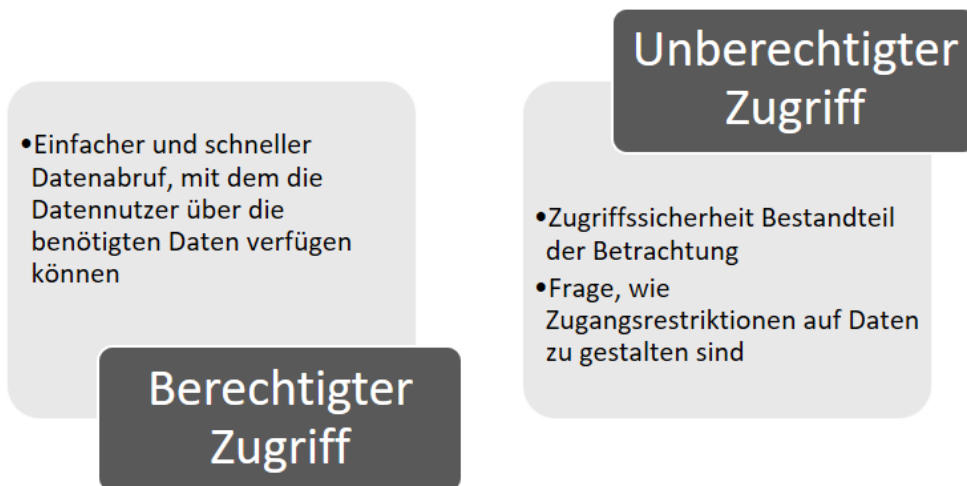 •Einfacher und schneller
Datenabruf, mit dem die
Datennutzer über die
benötigten Daten verfügen
können
Berechtigter
Zugriff
Unberechtigter
Zugriff
•Zugriffssicherheit Bestandteil
der Betrachtung
•Frage, wie
Zugangsrestriktionen auf Daten
zu gestalten sind